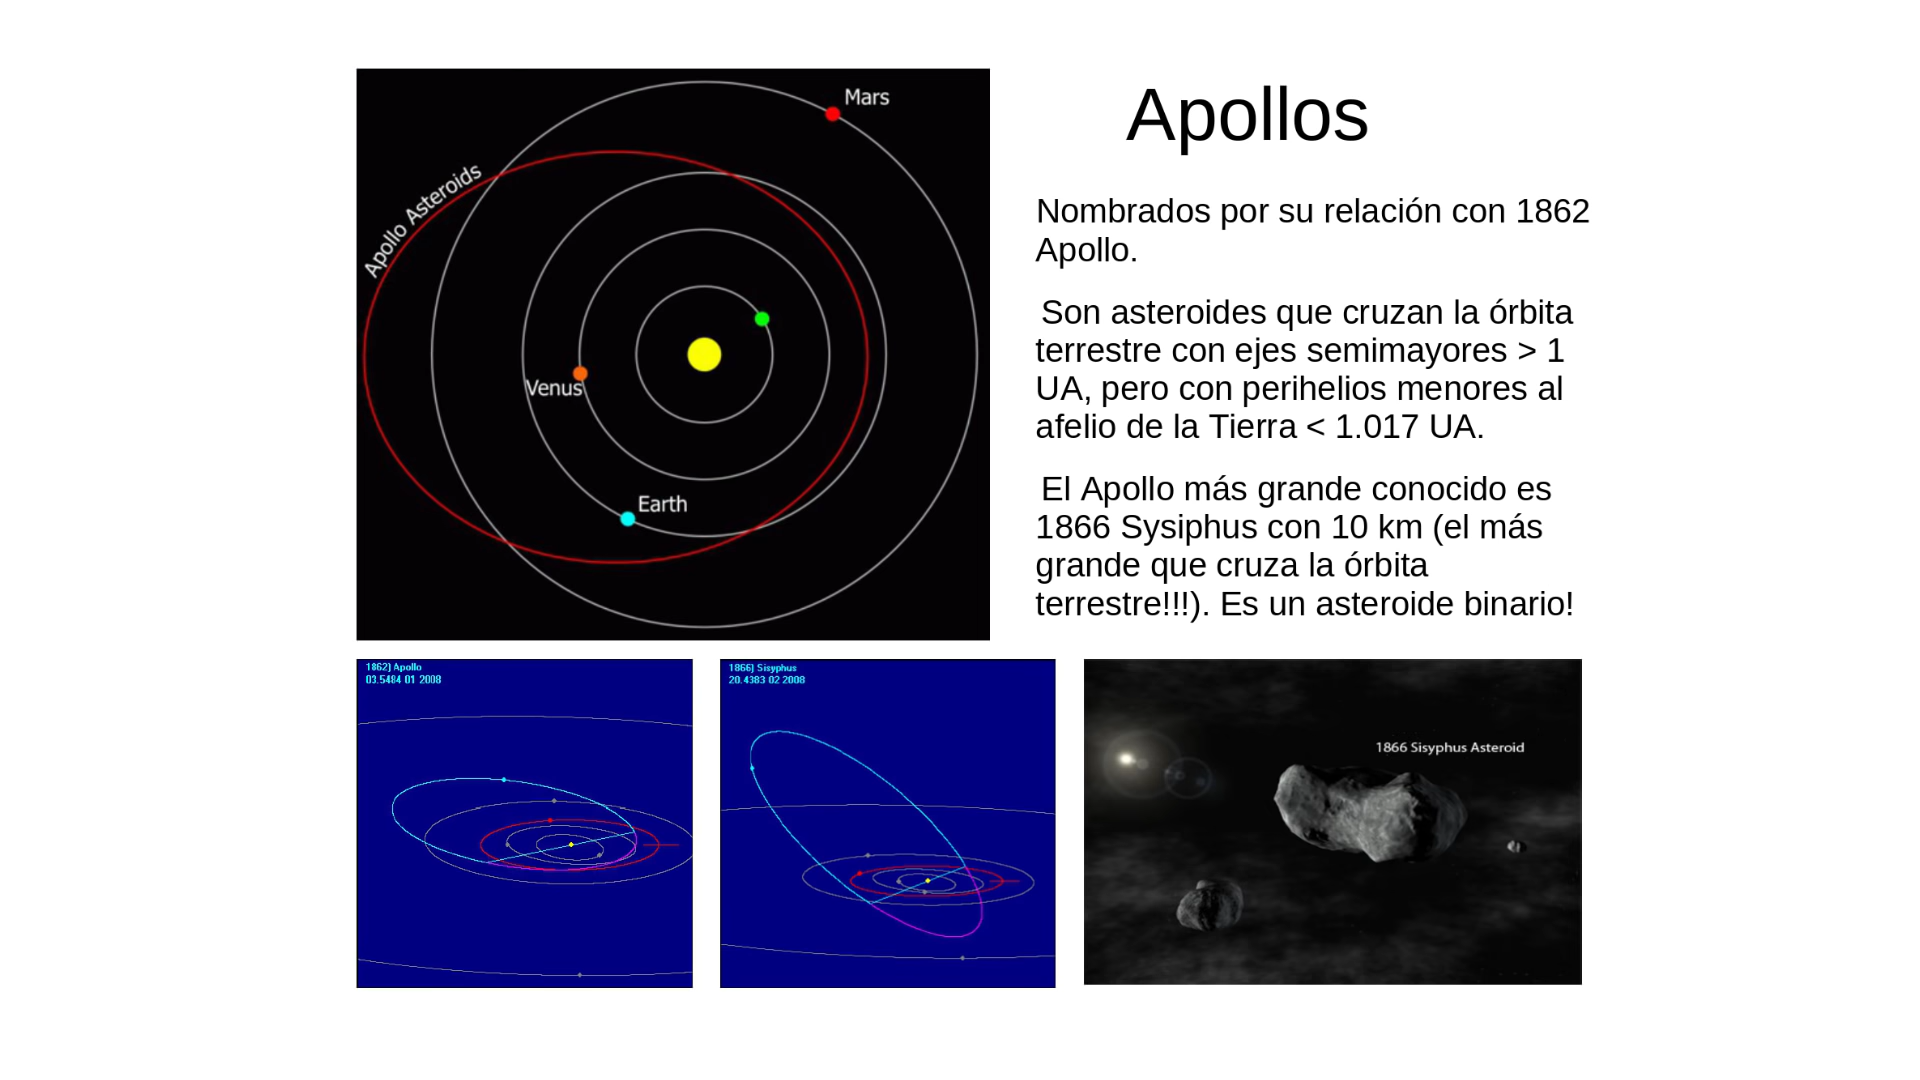 Apollos
Mars
Apollo Asteroids
Venus
Earth
Nombrados por su relación con 1862
Apollo.
Son asteroides que cruzan la órbita
terrestre con ejes semimayores > 1
UA, pero con perihelios menores al
afelio de la Tierra < 1.017 UA.
El Apollo más grande conocido es
1866 Sysiphus con 10 km (el más
grande que cruza la órbita
terrestre!!!). Es un asteroide binario!
1862) Apollo
03.5484 01 2008
1866) Sisyphus
20.4383 02 2008
1866 Sisyphus Asteroid